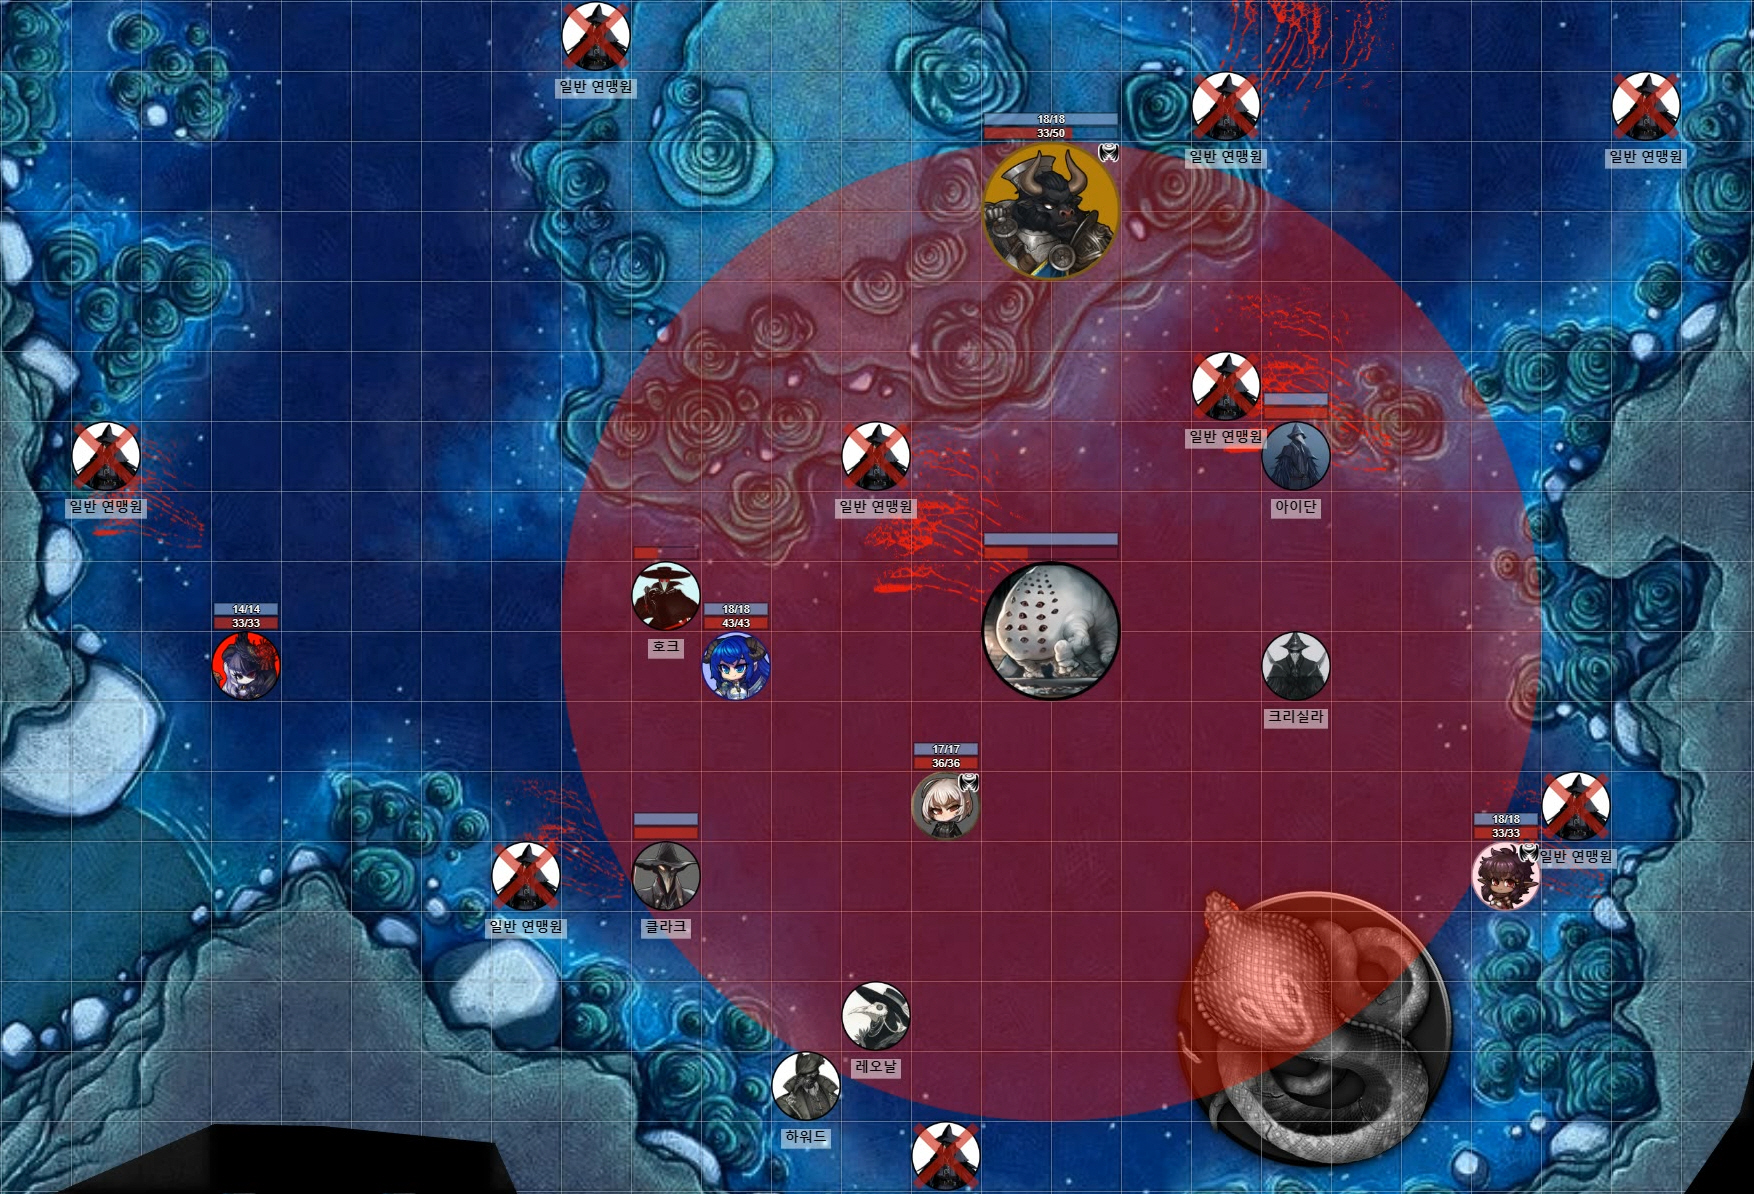 일반 연맹원
18/18
33/50
일반 연맹원
일반 연맹원
일반 연맹원
일반 연맹원
일반 연맹원
아이단
14/14
33/33
호크
18/18
43/43
크리실라
17/17
36/36
18/18
33/33
일반 연맹원
일반 연맹원
클라크
레오날
하워드